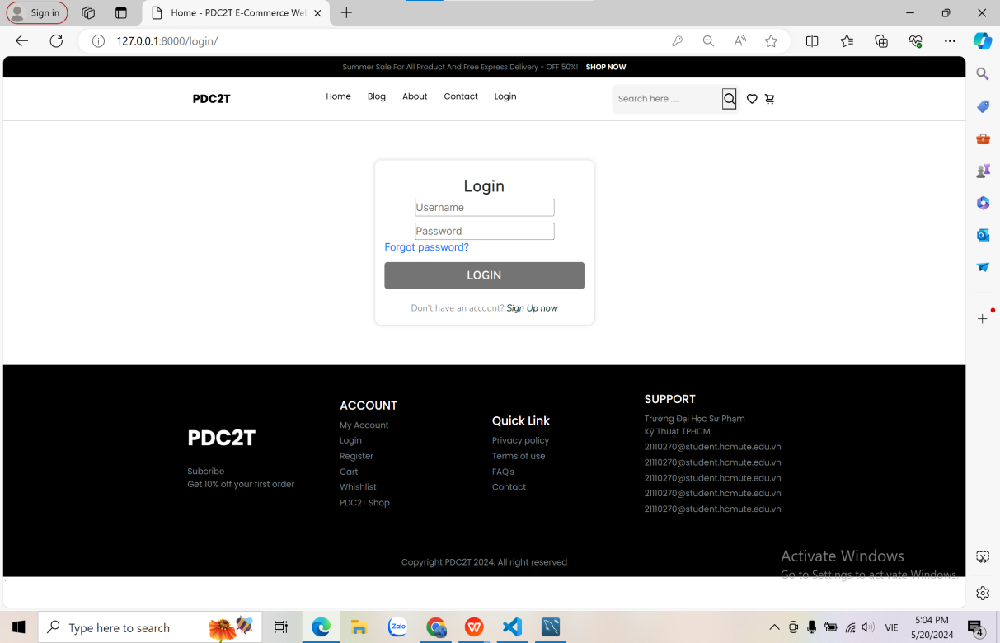 Sign in
Home - PDC2T E-Commerce We
127.0.0.1:8000/login/
Summer Sale For All Product And Free Express Delivery - OFF 50%! SHOP NOW
PDC2T
Home Blog About Contact Login
Search here .....
Login
Username
Password
Forgot password?
LOGIN
Don't have an account? Sign Up now
PDC2T
Subcribe
Get 10% off your first order
ACCOUNT
My Account
Login
Register
Cart
Whishlist
PDC2T Shop
Quick Link
Privacy policy
Terms of use
FAQ's
Contact
SUPPORT
Trường Đại Học Sư Phạm
Kỹ Thuật TPHCM
21110270@student.hcmute.edu.vn
21110270@student.hcmute.edu.vn
21110270@student.hcmute.edu.vn
21110270@student.hcmute.edu.vn
21110270@student.hcmute.edu.vn
Copyright PDC2T 2024. All right reserved
Activate Windows
Go to Settings to activate Windows.
Type here to search
Zalo
VIE
5:04 PM
5/20/2024
4